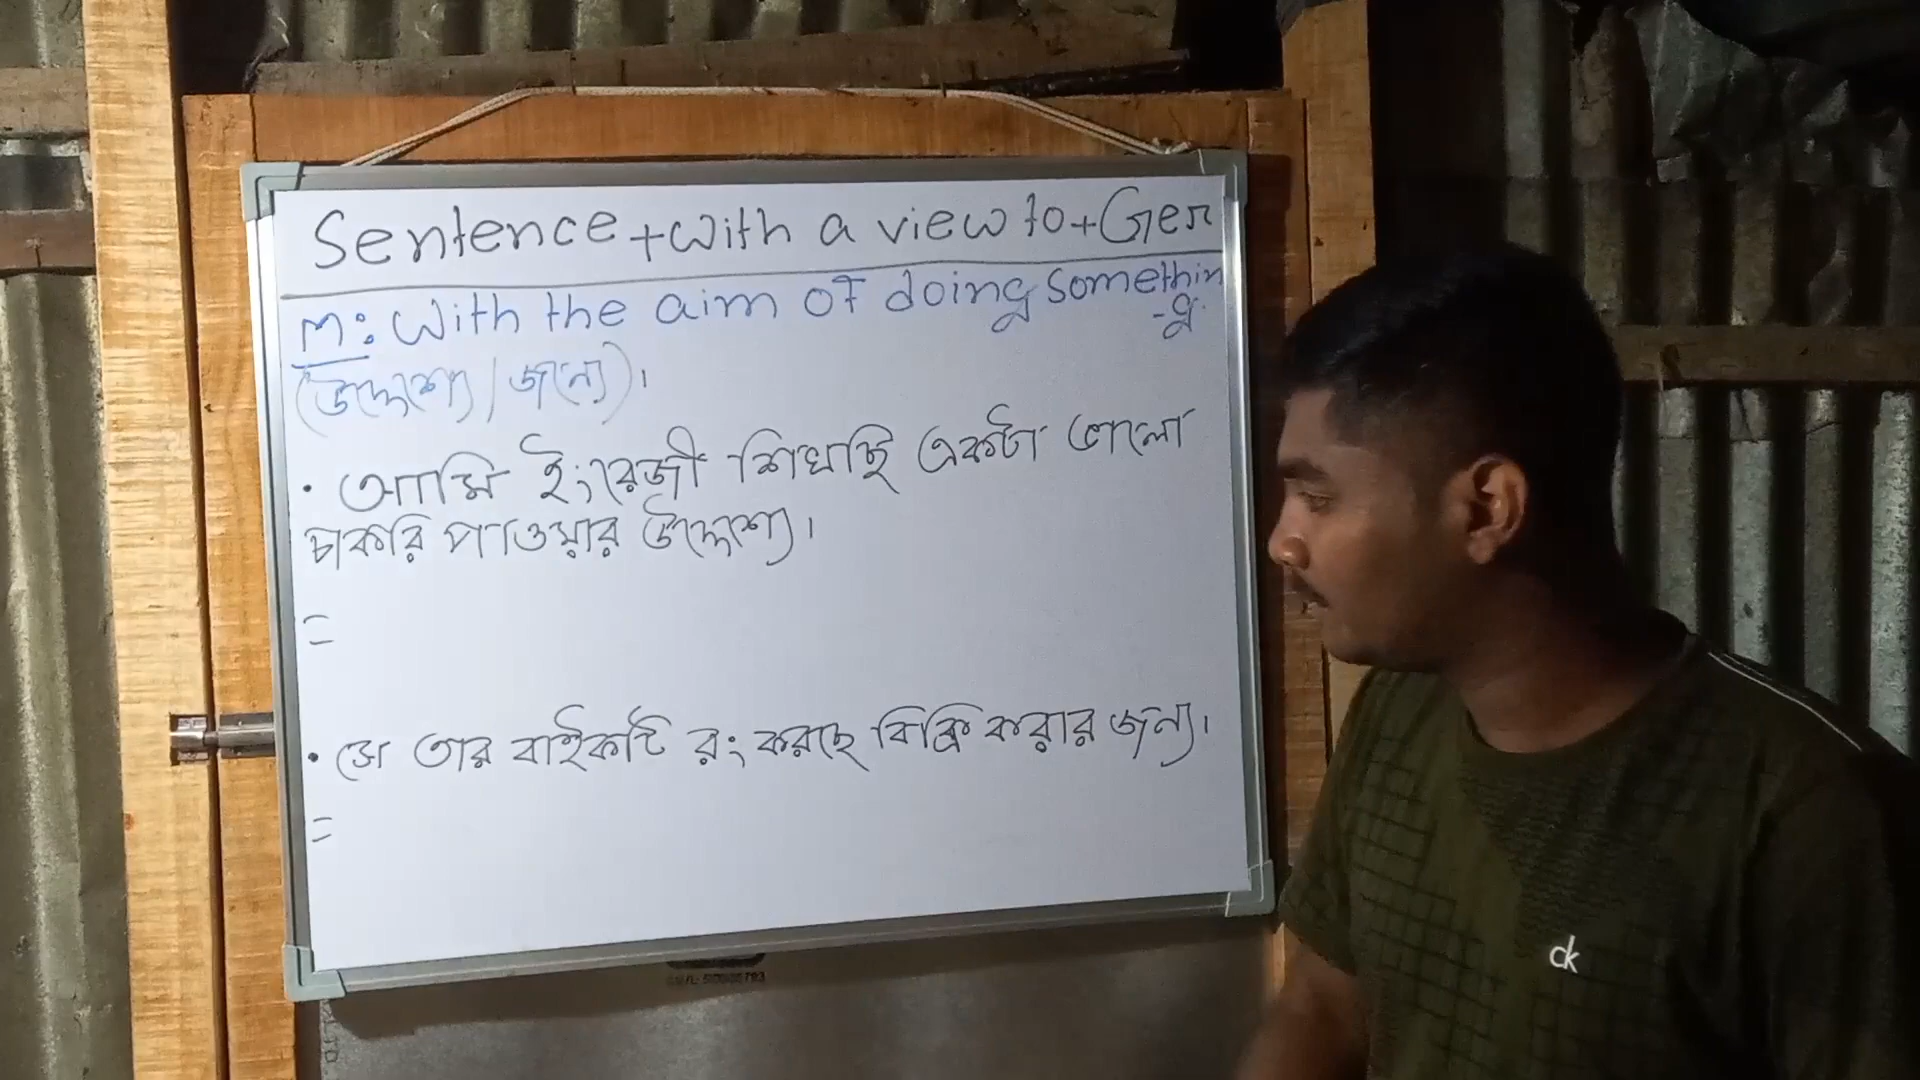 Sentence+with a view to+Ger
M: With the aim of doing somethin
-g.
(উদ্দেশ্যে/জন্যে)।
• আমি ইংরেজী শিখছি একটা ভালো
চাকরি পাওয়ার উদ্দেশ্যে।
=
• সে তার বাইকটি রং করছে বিক্রি করার জন্য।
=
ck